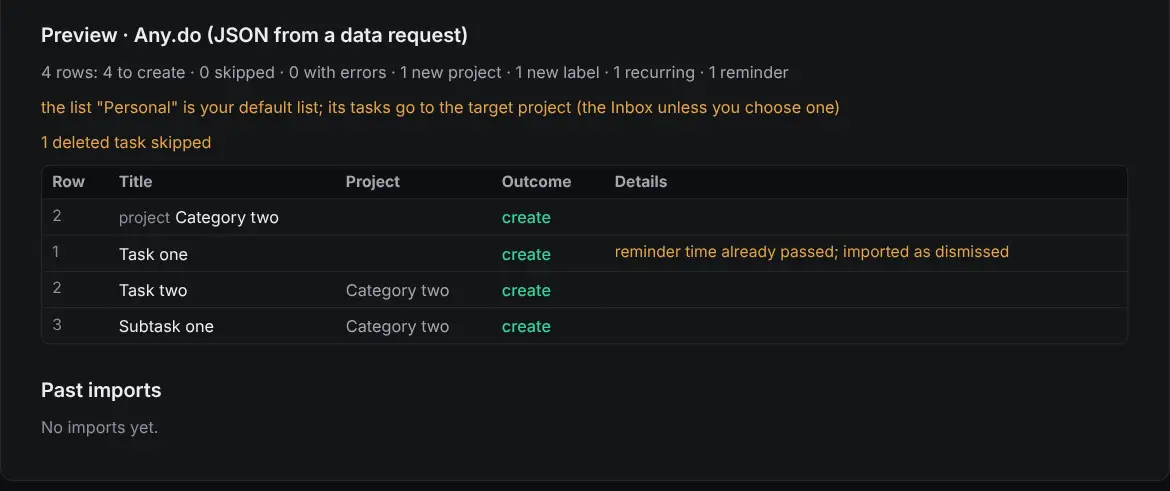 Preview · Any.do (JSON from a data request)
4 rows: 4 to create · 0 skipped · 0 with errors · 1 new project · 1 new label · 1 recurring · 1 reminder
the list "Personal" is your default list; its tasks go to the target project (the Inbox unless you choose one)
1 deleted task skipped
Row Title Project Outcome Details
2 project Category two create
1 Task one create reminder time already passed; imported as dismissed
2 Task two Category two create
3 Subtask one Category two create
Past imports
No imports yet.